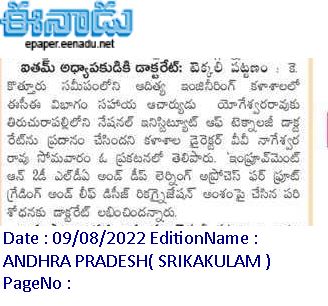 ఈనాడు
epaper.eenadu.net
ఐతమ్ అధ్యాపకుడికి డాక్టరేట్: టెక్కలి పట్టణం : కె.
కొత్తూరు సమీపంలోని ఆదిత్య ఇంజినీరింగ్ కళాశాలలో
ఈసీఈ విభాగం సహాయ ఆచార్యుడు యోగేశ్వరరావుకు
తిరుచురాపల్లిలోని నేషనల్ ఇనిస్టిట్యూట్ ఆఫ్ టెక్నాలజీ డాక్ట
రేట్‌ను ప్రదానం చేసిందని కళాశాల డైరెక్టర్ వీవీ నాగేశ్వర
రావు సోమవారం ఓ ప్రకటనలో తెలిపారు. 'ఇంప్రూవ్‌మెంట్
ఆన్ 2డీ ఎల్‌డీఏ అండ్ డీప్ లెర్నింగ్ అప్రోచెస్ ఫర్ ఫ్రూట్
గ్రేడింగ్ అండ్ లీఫ్ డిసీజ్ రికగ్నైజేషన్ అంశంపై చేసిన పరి
శోధనకు డాక్టరేట్ లభించిందన్నారు.
Date : 09/08/2022 EditionName :
ANDHRA PRADESH( SRIKAKULAM )
PageNo :